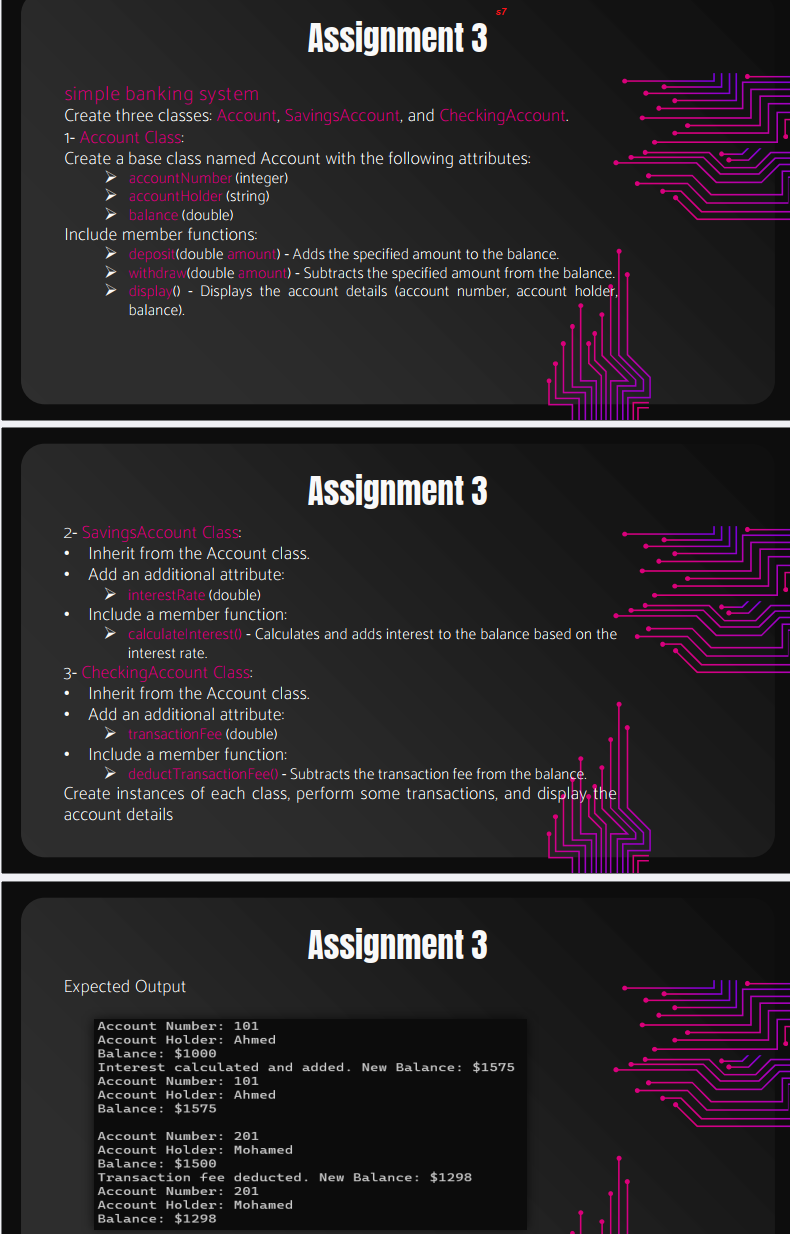 s7
Assignment 3
simple banking system
Create three classes: Account, SavingsAccount, and CheckingAccount.
1- Account Class:
Create a base class named Account with the following attributes:
➢ accountNumber (integer)
➢ accountHolder (string)
➢ balance (double)
Include member functions:
➢ deposit(double amount) - Adds the specified amount to the balance.
➢ withdraw(double amount) - Subtracts the specified amount from the balance.
➢ display() - Displays the account details (account number, account holder,
balance).
Assignment 3
2- SavingsAccount Class:
• Inherit from the Account class.
• Add an additional attribute:
➢ interestRate (double)
• Include a member function:
➢ calculateInterest() - Calculates and adds interest to the balance based on the
interest rate.
3- CheckingAccount Class:
• Inherit from the Account class.
• Add an additional attribute:
➢ transactionFee (double)
• Include a member function:
➢ deductTransactionFee() - Subtracts the transaction fee from the balance.
Create instances of each class, perform some transactions, and display the
account details
Assignment 3
Expected Output
Account Number: 101
Account Holder: Ahmed
Balance: $1000
Interest calculated and added. New Balance: $1575
Account Number: 101
Account Holder: Ahmed
Balance: $1575
Account Number: 201
Account Holder: Mohamed
Balance: $1500
Transaction fee deducted. New Balance: $1298
Account Number: 201
Account Holder: Mohamed
Balance: $1298